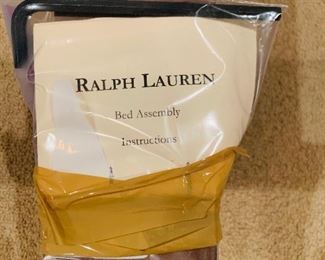 RALPH LAUREN
Bed Assembly
Instructions